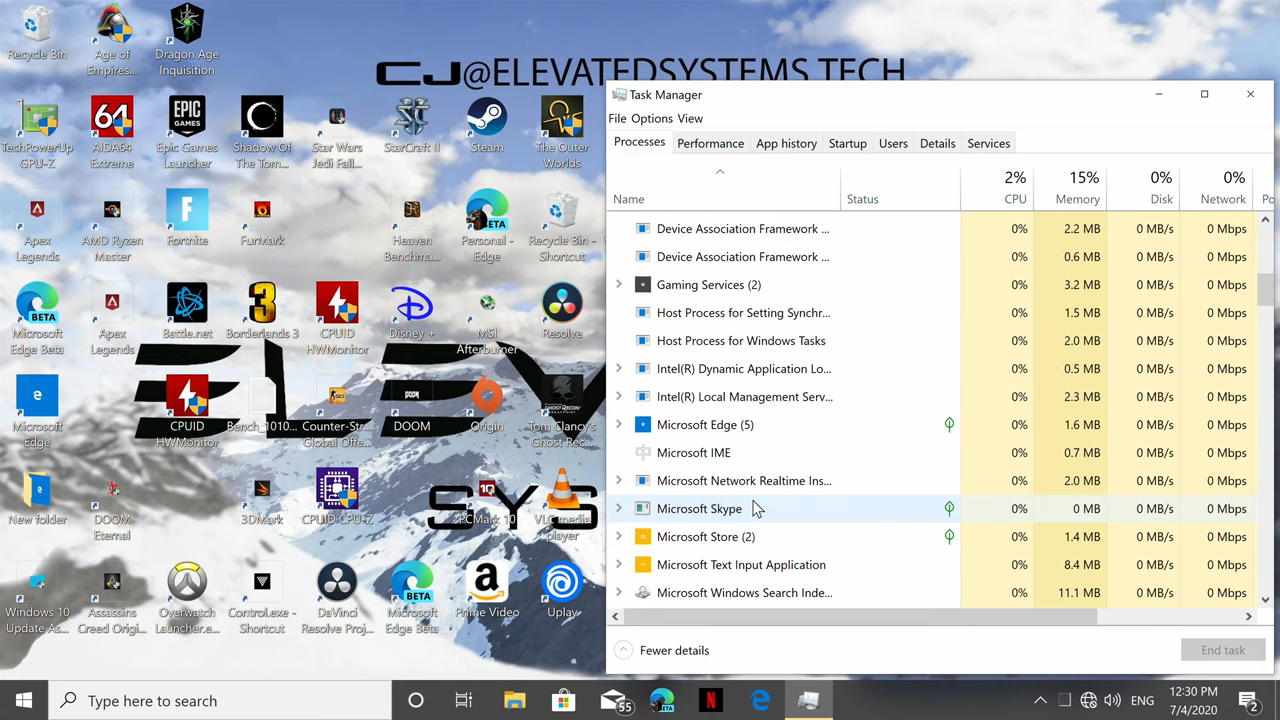 CJ@ELEVATEDSYSTEMS.TECH
Recycle Bin
Age of
Empires...
Dragon Age
Inquisition
TechPowerUp
GPU-Z
64
AIDA64
Extreme
EPIC
GAMES
Epic Games
Launcher
Shadow Of
The Tom...
Star Wars
Jedi Fall...
StarCraft II
Steam
The Outer
Worlds
Apex
Legends
AMD Ryzen
Master
Fortnite
FurMark
Heaven
Benchma...
BETA
Personal -
Edge
Recycle Bin -
Shortcut
BETA
Microsoft
Edge Beta
Apex
Legends
Battle.net
3
Borderlands 3
CPUID
HWMonitor
Disney +
MSI
Afterburner
Resolve
Microsoft
Edge
CPUID
HWMonitor
Bench_1010...
CS:GO
Counter-Str...
Global Offe...
DOOM
DOOM
Origin
Tom Clancy's
Ghost Rec...
New folder
DOOM
Eternal
3DMark
CPUID CPU-Z
SYS
10
PCMark 10
VLC media
player
Windows 10
Update As...
Assassins
Creed Origi...
Overwatch
Launcher.e...
Control.exe -
Shortcut
DaVinci
Resolve Proj...
BETA
Microsoft
Edge Beta
Prime Video
Uplay
Task Manager
File Options View
Processes Performance App history Startup Users Details Services
2% 15% 0% 0%
Name Status CPU Memory Disk Network Po
Device Association Framework ... 0% 2.2 MB 0 MB/s 0 Mbps
Device Association Framework ... 0% 0.6 MB 0 MB/s 0 Mbps
Gaming Services (2) 0% 3.2 MB 0 MB/s 0 Mbps
Host Process for Setting Synchr... 0% 1.5 MB 0 MB/s 0 Mbps
Host Process for Windows Tasks 0% 2.0 MB 0 MB/s 0 Mbps
Intel(R) Dynamic Application Lo... 0% 0.5 MB 0 MB/s 0 Mbps
Intel(R) Local Management Serv... 0% 2.3 MB 0 MB/s 0 Mbps
Microsoft Edge (5) 0% 1.6 MB 0 MB/s 0 Mbps
Microsoft IME 0% 0.7 MB 0 MB/s 0 Mbps
Microsoft Network Realtime Ins... 0% 2.0 MB 0 MB/s 0 Mbps
Microsoft Skype 0% 0 MB 0 MB/s 0 Mbps
Microsoft Store (2) 0% 1.4 MB 0 MB/s 0 Mbps
Microsoft Text Input Application 0% 8.4 MB 0 MB/s 0 Mbps
Microsoft Windows Search Inde... 0% 11.1 MB 0 MB/s 0 Mbps
Fewer details End task
Type here to search
55
BETA
N
ENG
12:30 PM
7/4/2020
2